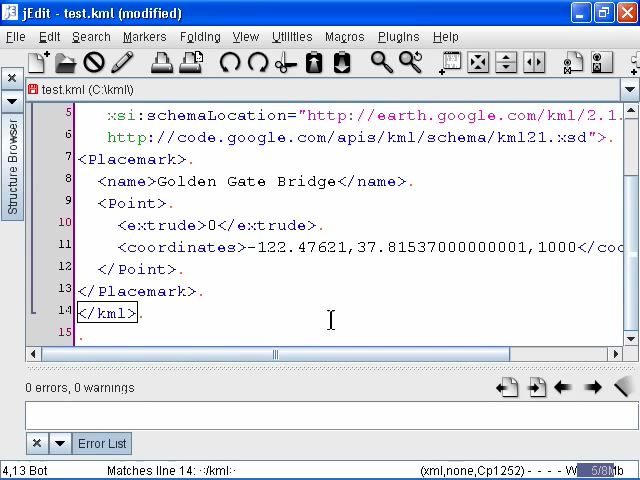 jEdit - test.kml (modified)
File Edit Search Markers Folding View Utilities Macros Plugins Help
test.kml (C:\kml\)
Structure Browser
5 xsi:schemaLocation="http://earth.google.com/kml/2.1.
6 http://code.google.com/apis/kml/schema/kml21.xsd">.
7 <Placemark>.
8 <name>Golden Gate Bridge</name>.
9 <Point>.
10 <extrude>0</extrude>.
11 <coordinates>-122.47621,37.81537000000001,1000</coo
12 </Point>.
13 </Placemark>.
14 </kml>.
15 .
0 errors, 0 warnings
Error List
4,13 Bot Matches line 14: ·:/kml:· (xml,none,Cp1252) - - - - W 5/8Mb